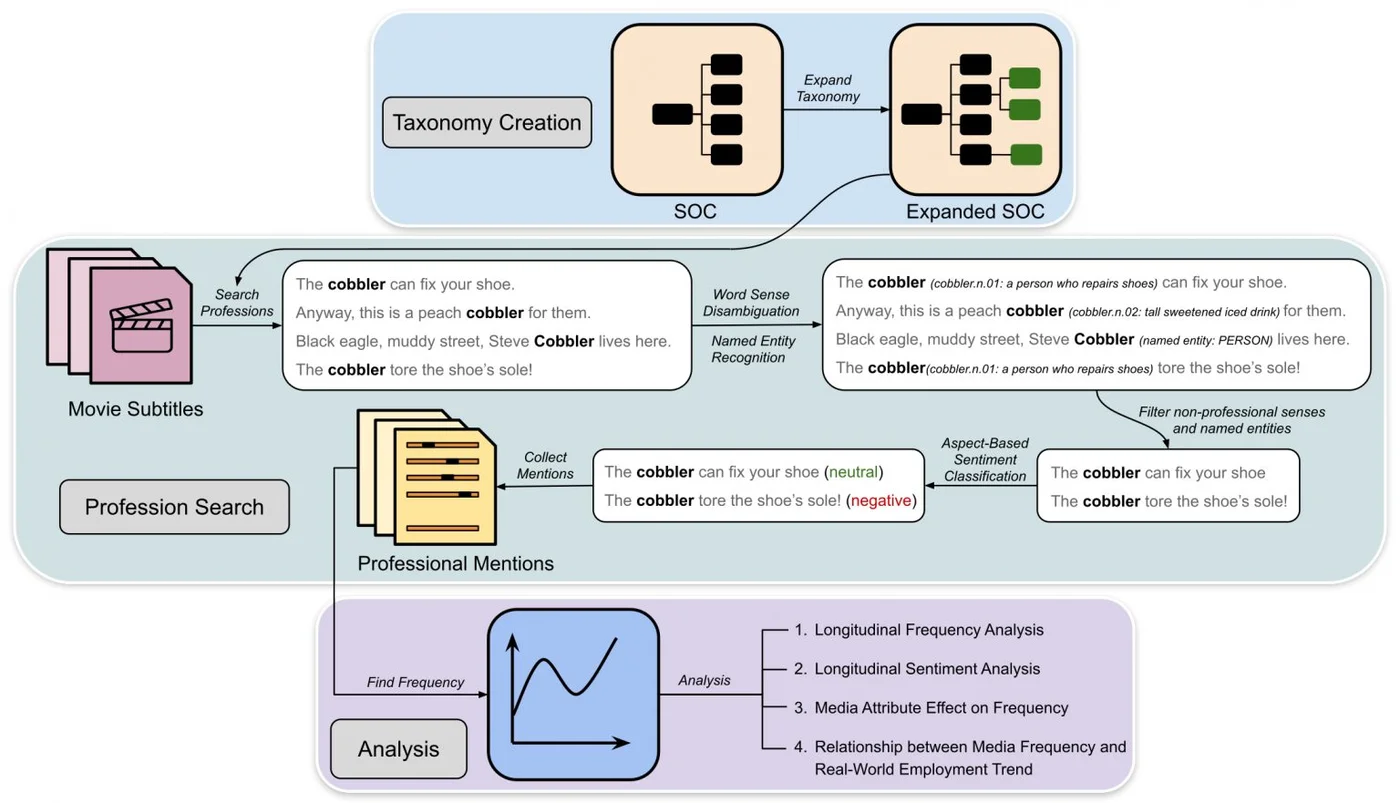 Taxonomy Creation
Expand
Taxonomy
SOC
Expanded SOC
Search
Professions
Movie Subtitles
The cobbler can fix your shoe.
Anyway, this is a peach cobbler for them.
Black eagle, muddy street, Steve Cobbler lives here.
The cobbler tore the shoe's sole!
Word Sense
Disambiguation
Named Entity
Recognition
The cobbler (cobbler.n.01: a person who repairs shoes) can fix your shoe.
Anyway, this is a peach cobbler (cobbler.n.02: tall sweetened iced drink) for them.
Black eagle, muddy street, Steve Cobbler (named entity: PERSON) lives here.
The cobbler(cobbler.n.01: a person who repairs shoes) tore the shoe's sole!
Filter non-professional senses
and named entities
The cobbler can fix your shoe
The cobbler tore the shoe's sole!
Aspect-Based
Sentiment
Classification
The cobbler can fix your shoe (neutral)
The cobbler tore the shoe's sole! (negative)
Collect
Mentions
Professional Mentions
Profession Search
Find Frequency
Analysis
Analysis
1. Longitudinal Frequency Analysis
2. Longitudinal Sentiment Analysis
3. Media Attribute Effect on Frequency
4. Relationship between Media Frequency and
Real-World Employment Trend